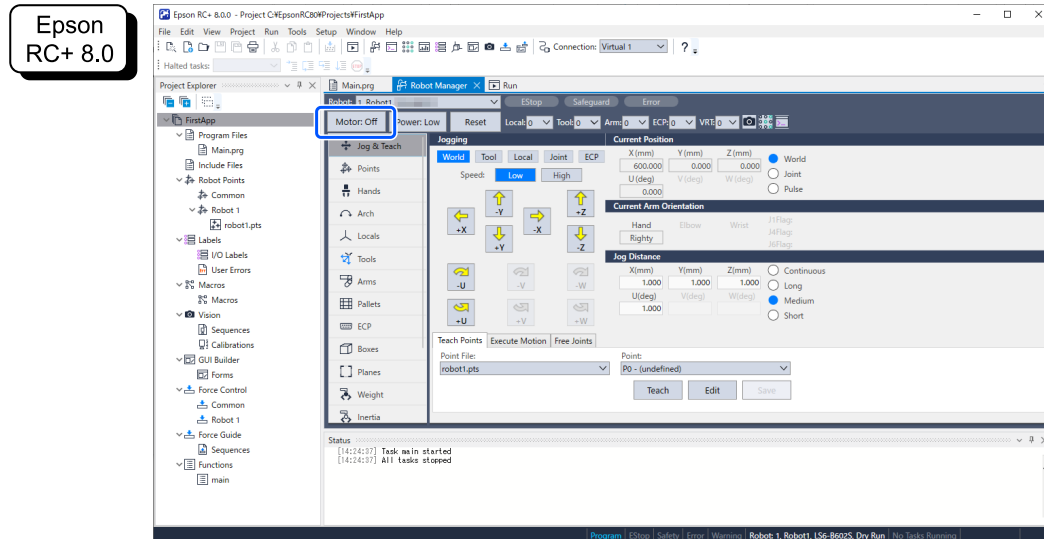 Epson
RC+ 8.0
Epson RC+ 8.0.0 - Project C:¥EpsonRC80¥Projects¥FirstApp
File Edit View Project Run Tools Setup Window Help
Connection: Virtual 1 ?
Halted tasks:
Project Explorer
Main.prg Robot Manager Run
Robot: 1, Robot1 EStop Safeguard Error
Motor: Off Power: Low Reset Local: 0 Tool: 0 Arm: 0 ECP: 0 VRT: 0
FirstApp
Program Files
Main.prg
Include Files
Robot Points
Common
Robot 1
robot1.pts
Labels
I/O Labels
User Errors
Macros
Macros
Vision
Sequences
Calibrations
GUI Builder
Forms
Force Control
Common
Robot 1
Force Guide
Sequences
Functions
main
Jog & Teach
Points
Hands
Arch
Locals
Tools
Arms
Pallets
ECP
Boxes
Planes
Weight
Inertia
Jogging
World Tool Local Joint ECP
Speed: Low High
-Y +Z
+X -X
+Y -Z
-U -V -W
+U +V +W
Current Position
X (mm) Y (mm) Z (mm)
600.000 0.000 0.000
U (deg) V (deg) W (deg)
0.000
World
Joint
Pulse
Current Arm Orientation
Hand Elbow Wrist
Righty
J1Flag:
J4Flag:
J6Flag:
Jog Distance
X(mm) Y(mm) Z(mm)
1.000 1.000 1.000
U(deg) V(deg) W(deg)
1.000
Continuous
Long
Medium
Short
Teach Points Execute Motion Free Joints
Point File: Point:
robot1.pts P0 - (undefined)
Teach Edit Save
Status
[14:24:37] Task main started
[14:24:37] All tasks stopped
Program EStop Safety Error Warning Robot: 1, Robot1, LS6-B602S, Dry Run No Tasks Running